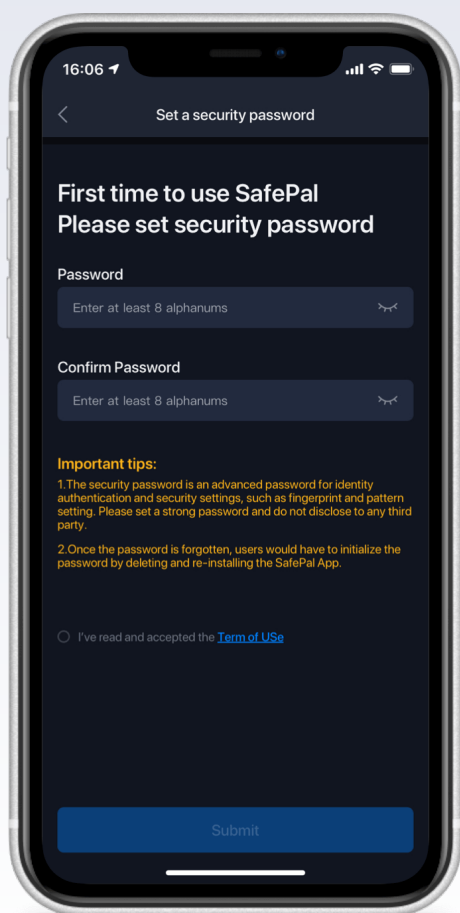 16:06
Set a security password
First time to use SafePal
Please set security password
Password
Enter at least 8 alphanums
Confirm Password
Enter at least 8 alphanums
Important tips:
1.The security password is an advanced password for identity
authentication and security settings, such as fingerprint and pattern
setting. Please set a strong password and do not disclose to any third
party.
2.Once the password is forgotten, users would have to initialize the
password by deleting and re-installing the SafePal App.
I've read and accepted the Term of USe
Submit